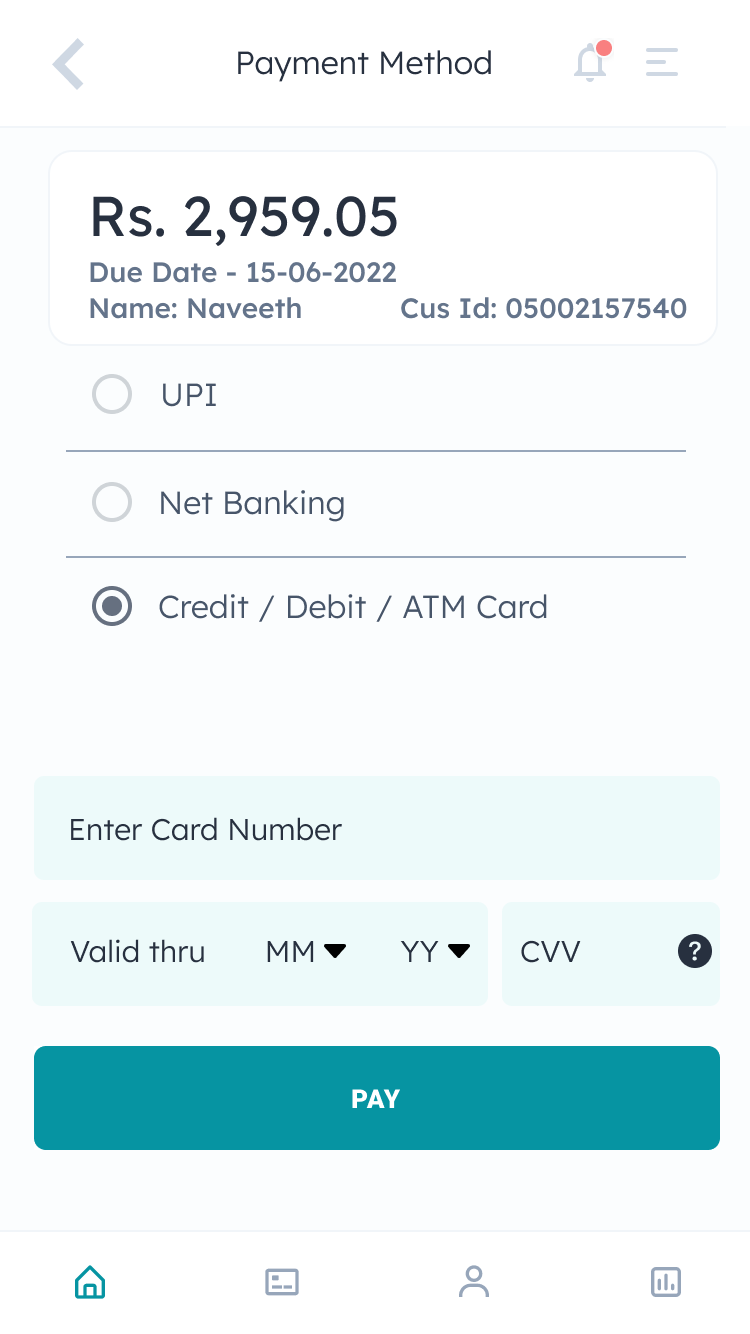 Payment Method
Rs. 2,959.05
Due Date - 15-06-2022
Name: Naveeth Cus Id: 05002157540
UPI
Net Banking
Credit / Debit / ATM Card
Enter Card Number
Valid thru MM YY CVV ?
PAY